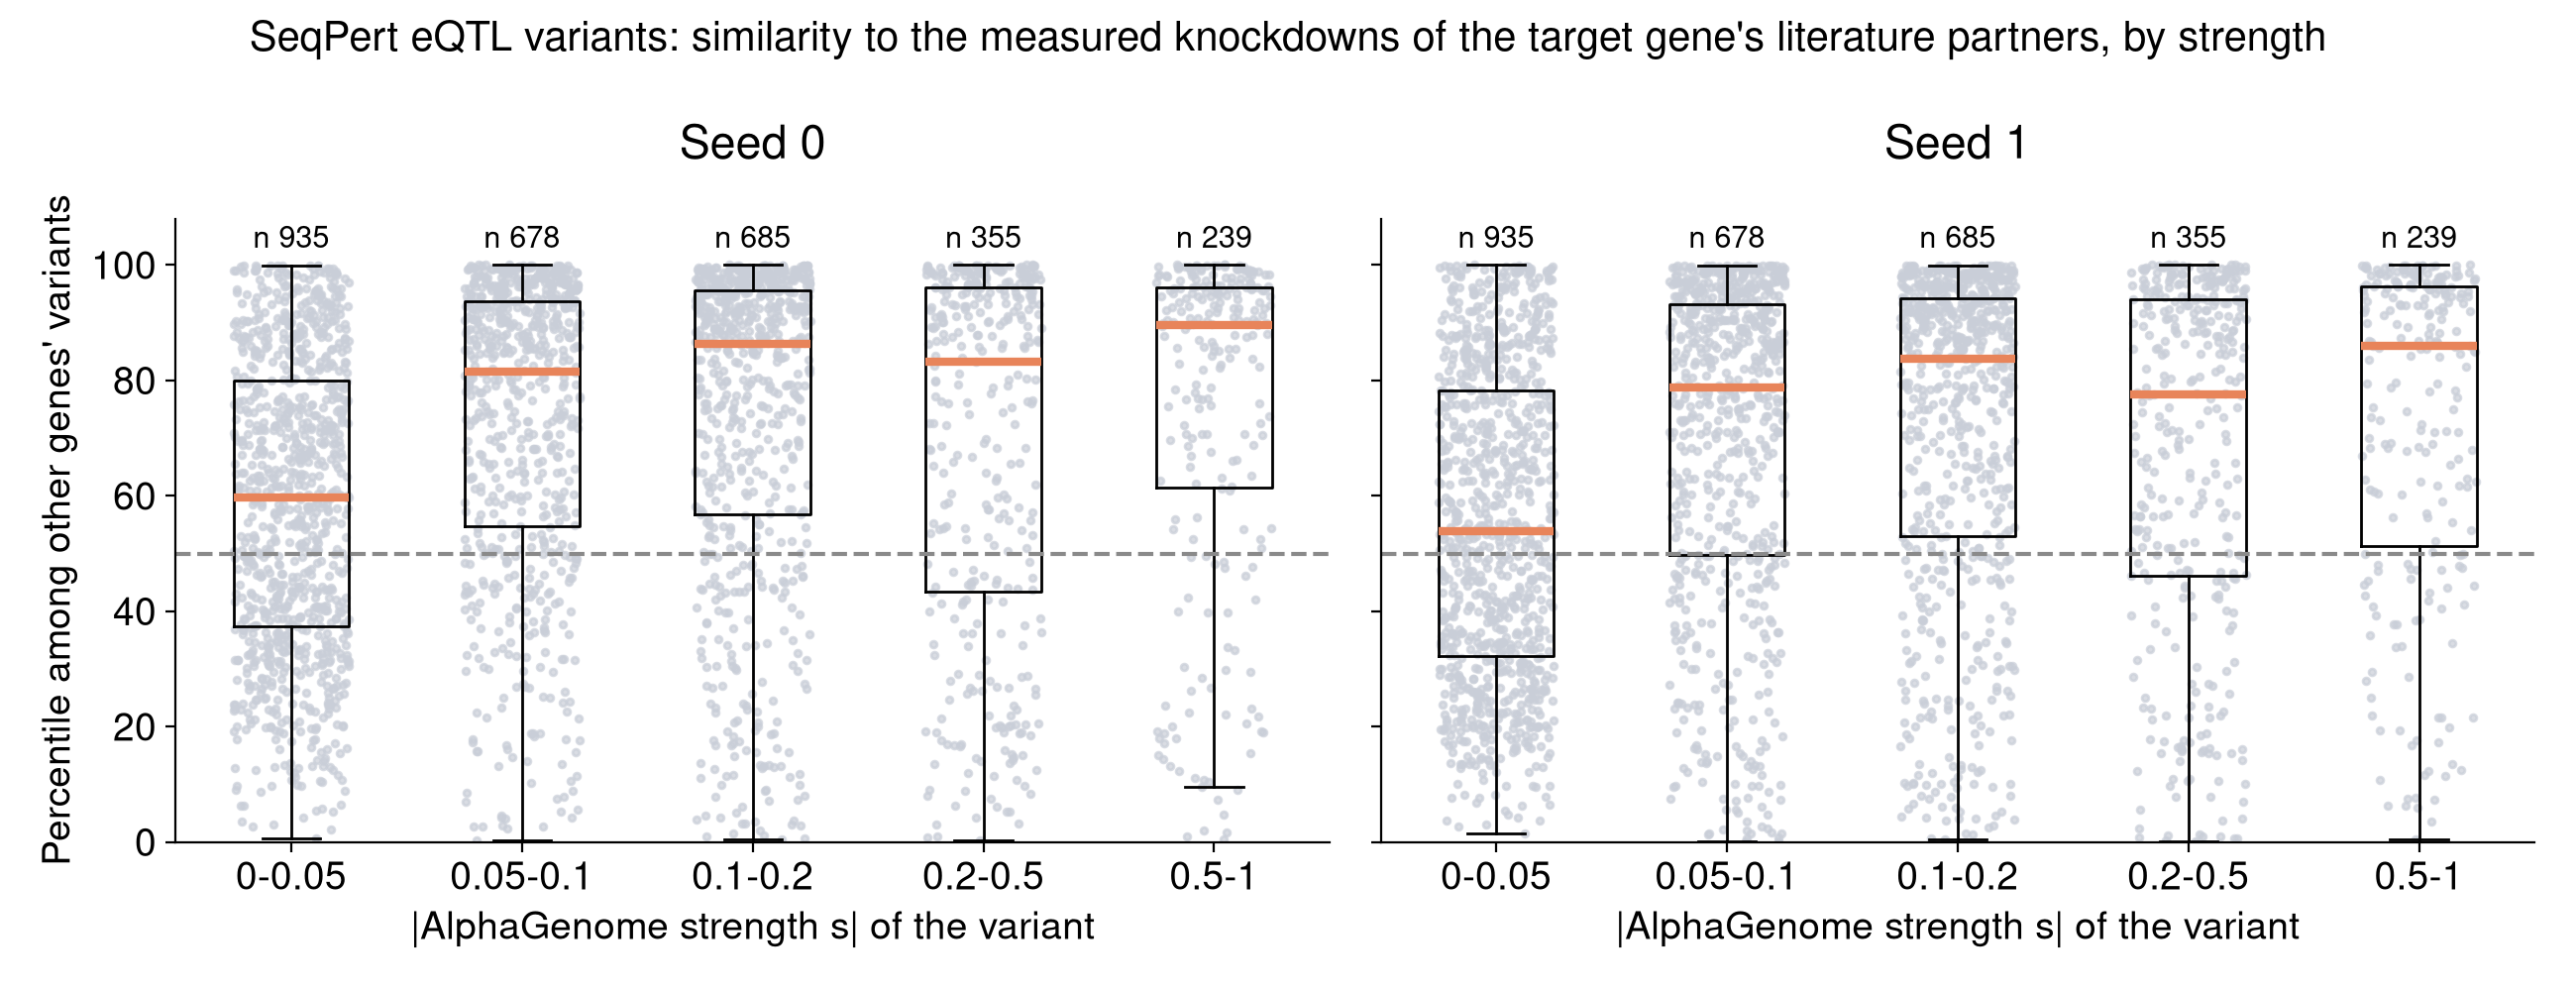 SeqPert eQTL variants: similarity to the measured knockdowns of the target gene's literature partners, by strength
Seed 0
Seed 1
Percentile among other genes' variants
100
80
60
40
20
0
n 935
n 678
n 685
n 355
n 239
n 935
n 678
n 685
n 355
n 239
0-0.05
0.05-0.1
0.1-0.2
0.2-0.5
0.5-1
0-0.05
0.05-0.1
0.1-0.2
0.2-0.5
0.5-1
|AlphaGenome strength s| of the variant
|AlphaGenome strength s| of the variant